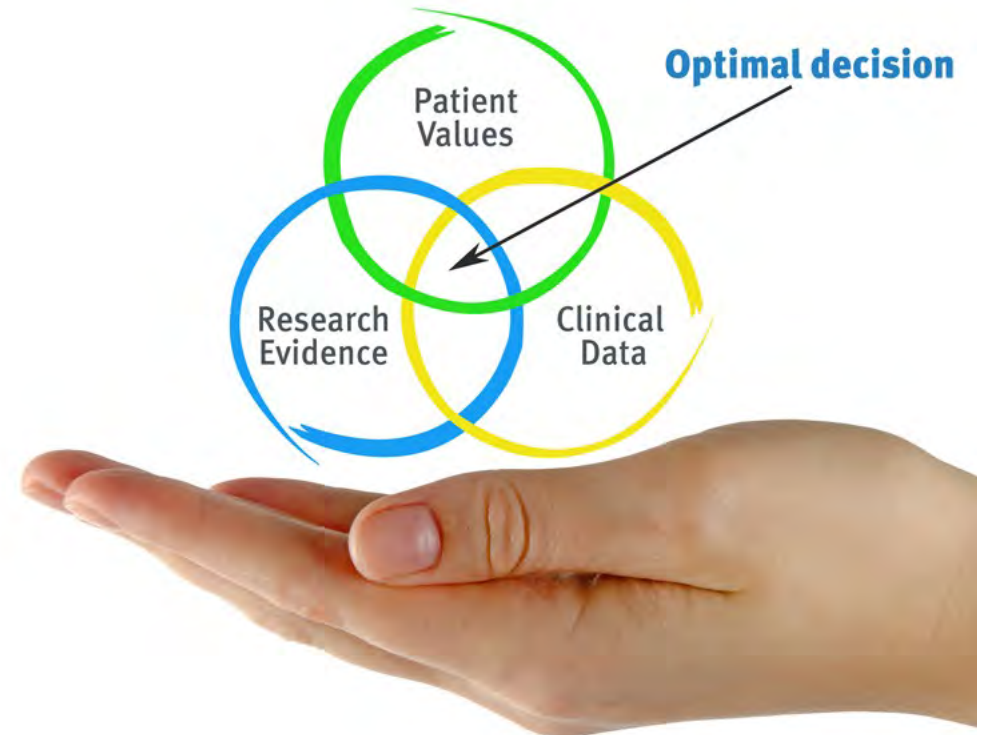 Optimal decision
Patient
Values
Research
Evidence
Clinical
Data